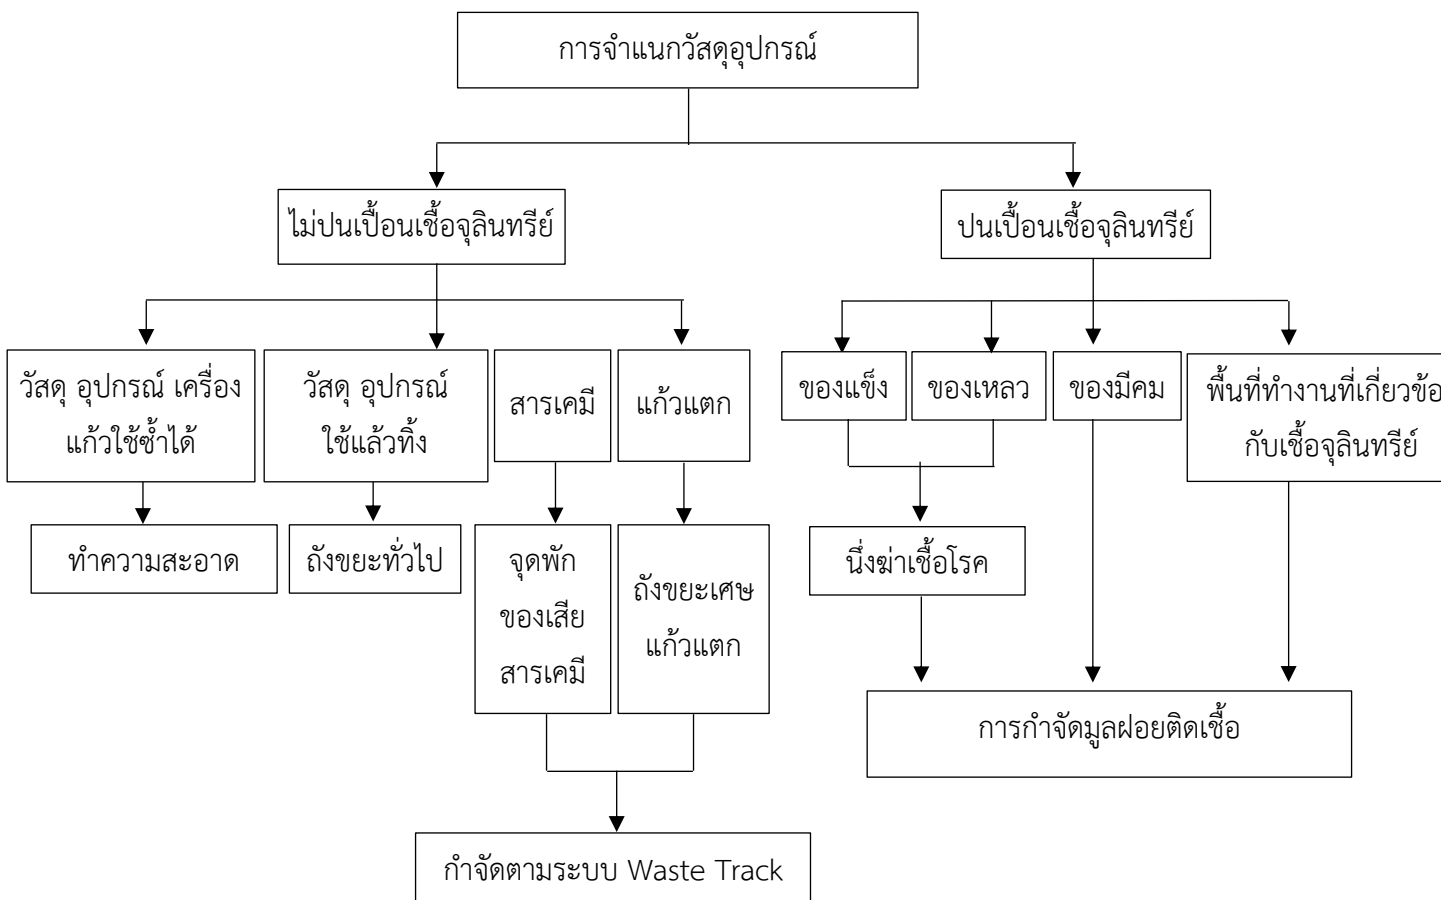 การจำแนกวัสดุอุปกรณ์
ไม่ปนเปื้อนเชื้อจุลินทรีย์
ปนเปื้อนเชื้อจุลินทรีย์
วัสดุ อุปกรณ์ เครื่อง
แก้วใช้ซ้ำได้
วัสดุ อุปกรณ์
ใช้แล้วทิ้ง
สารเคมี
แก้วแตก
ของแข็ง
ของเหลว
ของมีคม
พื้นที่ทำงานที่เกี่ยวข้อ
กับเชื้อจุลินทรีย์
ทำความสะอาด
ถังขยะทั่วไป
จุดพัก
ของเสีย
สารเคมี
ถังขยะเศษ
แก้วแตก
นึ่งฆ่าเชื้อโรค
การกำจัดมูลฝอยติดเชื้อ
กำจัดตามระบบ Waste Track